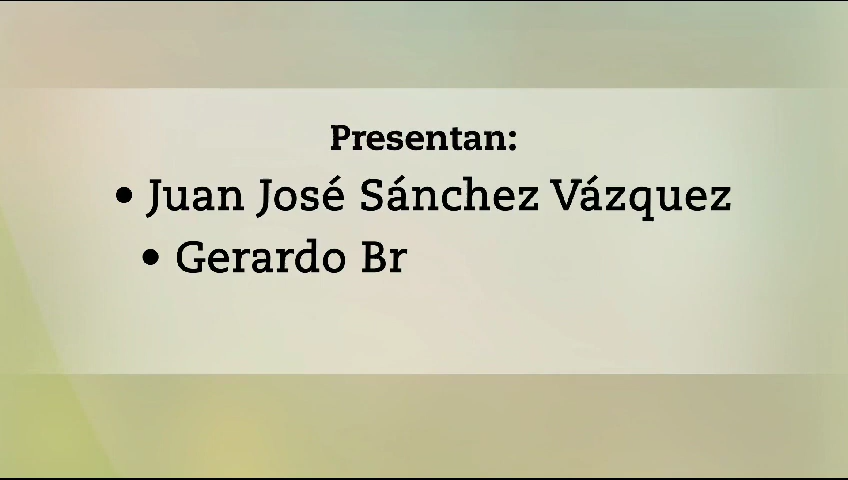 Presentan:
• Juan José Sánchez Vázquez
• Gerardo Br